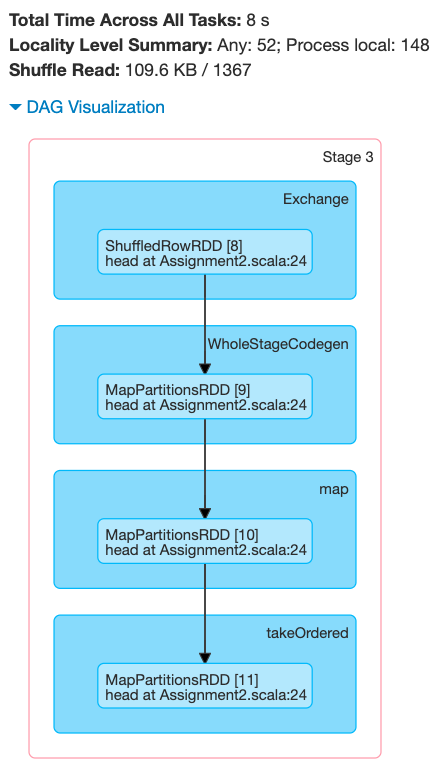 Total Time Across All Tasks: 8 s
Locality Level Summary: Any: 52; Process local: 148
Shuffle Read: 109.6 KB / 1367
DAG Visualization
Stage 3
Exchange
ShuffledRowRDD [8]
head at Assignment2.scala:24
WholeStageCodegen
MapPartitionsRDD [9]
head at Assignment2.scala:24
map
MapPartitionsRDD [10]
head at Assignment2.scala:24
takeOrdered
MapPartitionsRDD [11]
head at Assignment2.scala:24